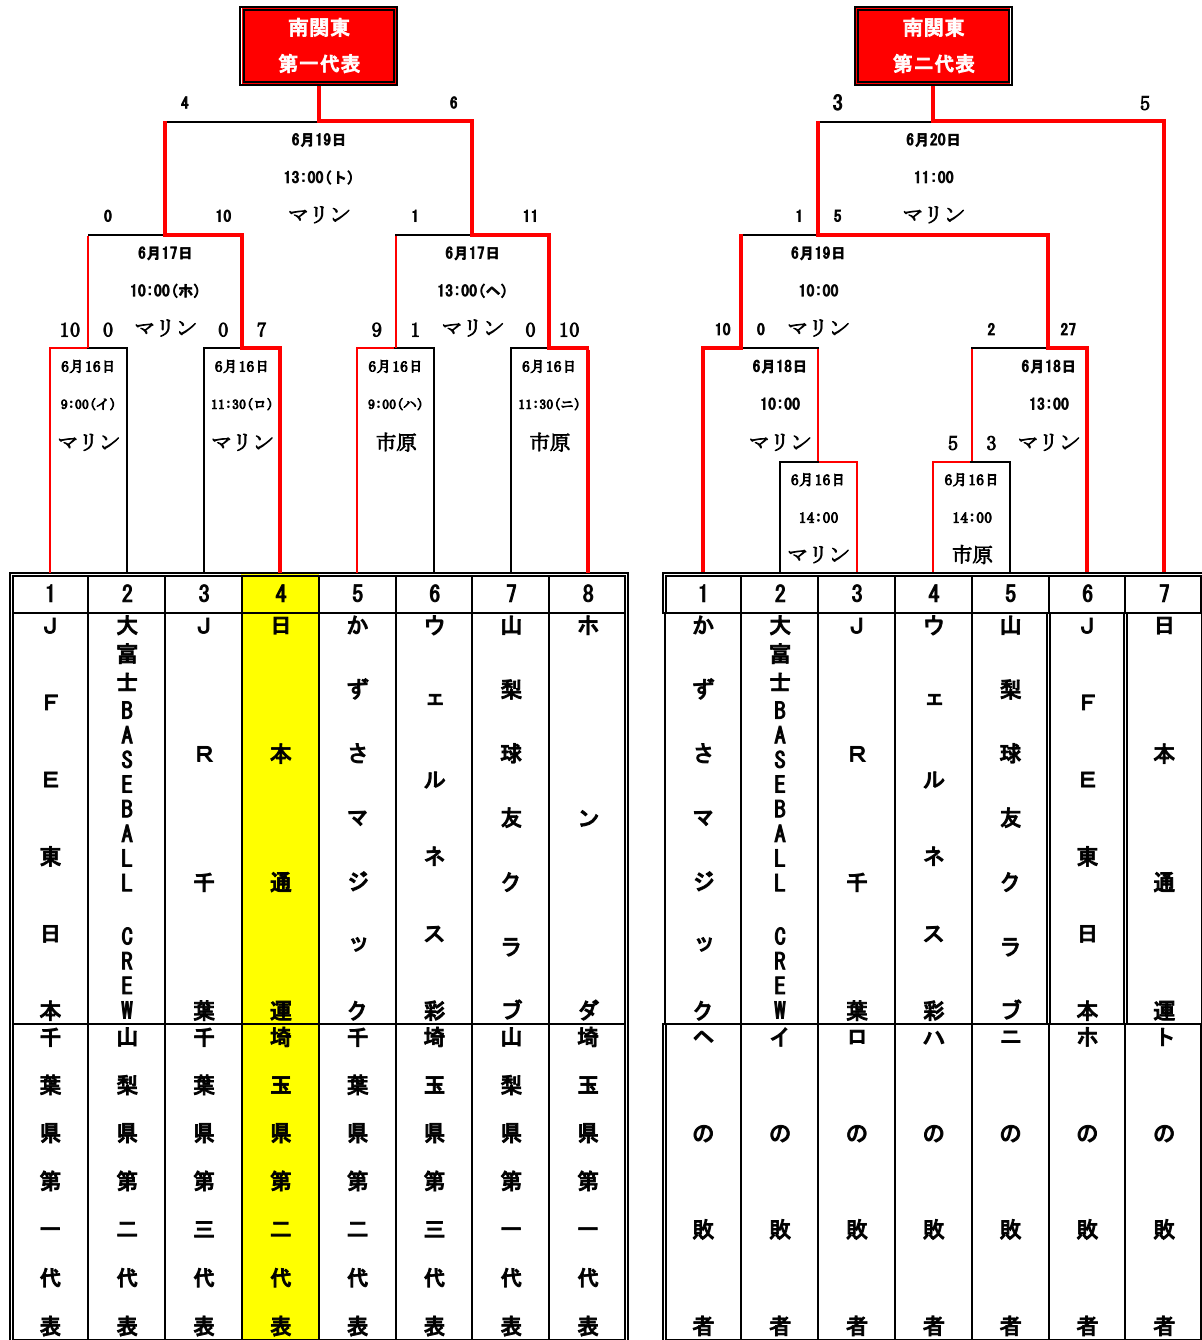 南関東
第一代表
4 6
6月19日
13:00(ト)
マリン
0 10
1 11
6月17日
10:00(ホ)
マリン
6月17日
13:00(ヘ)
マリン
10 0
0 7
9 1
0 10
6月16日
9:00(イ)
マリン
6月16日
11:30(ロ)
マリン
6月16日
9:00(ハ)
市原
6月16日
11:30(ニ)
市原
1 2 3 4 5 6 7 8
JFE東日本
大富士BASEBALL CREW
JR千葉
日本通運
かずさマジック
ウェルネス彩
山梨球友クラブ
ホンダ
千葉県第一代表
山梨県第二代表
千葉県第三代表
埼玉県第二代表
千葉県第二代表
埼玉県第三代表
山梨県第一代表
埼玉県第一代表
南関東
第二代表
3 5
6月20日
11:00
マリン
1 5
6月19日
10:00
マリン
10 0
2 27
6月18日
10:00
マリン
6月18日
13:00
マリン
5 3
6月16日
14:00
マリン
6月16日
14:00
市原
1 2 3 4 5 6 7
かずさマジック
大富士BASEBALL CREW
JR千葉
ウェルネス彩
山梨球友クラブ
JFE東日本
日本通運
ヘの敗者
イの敗者
ロの敗者
ハの敗者
ニの敗者
ホの敗者
トの敗者